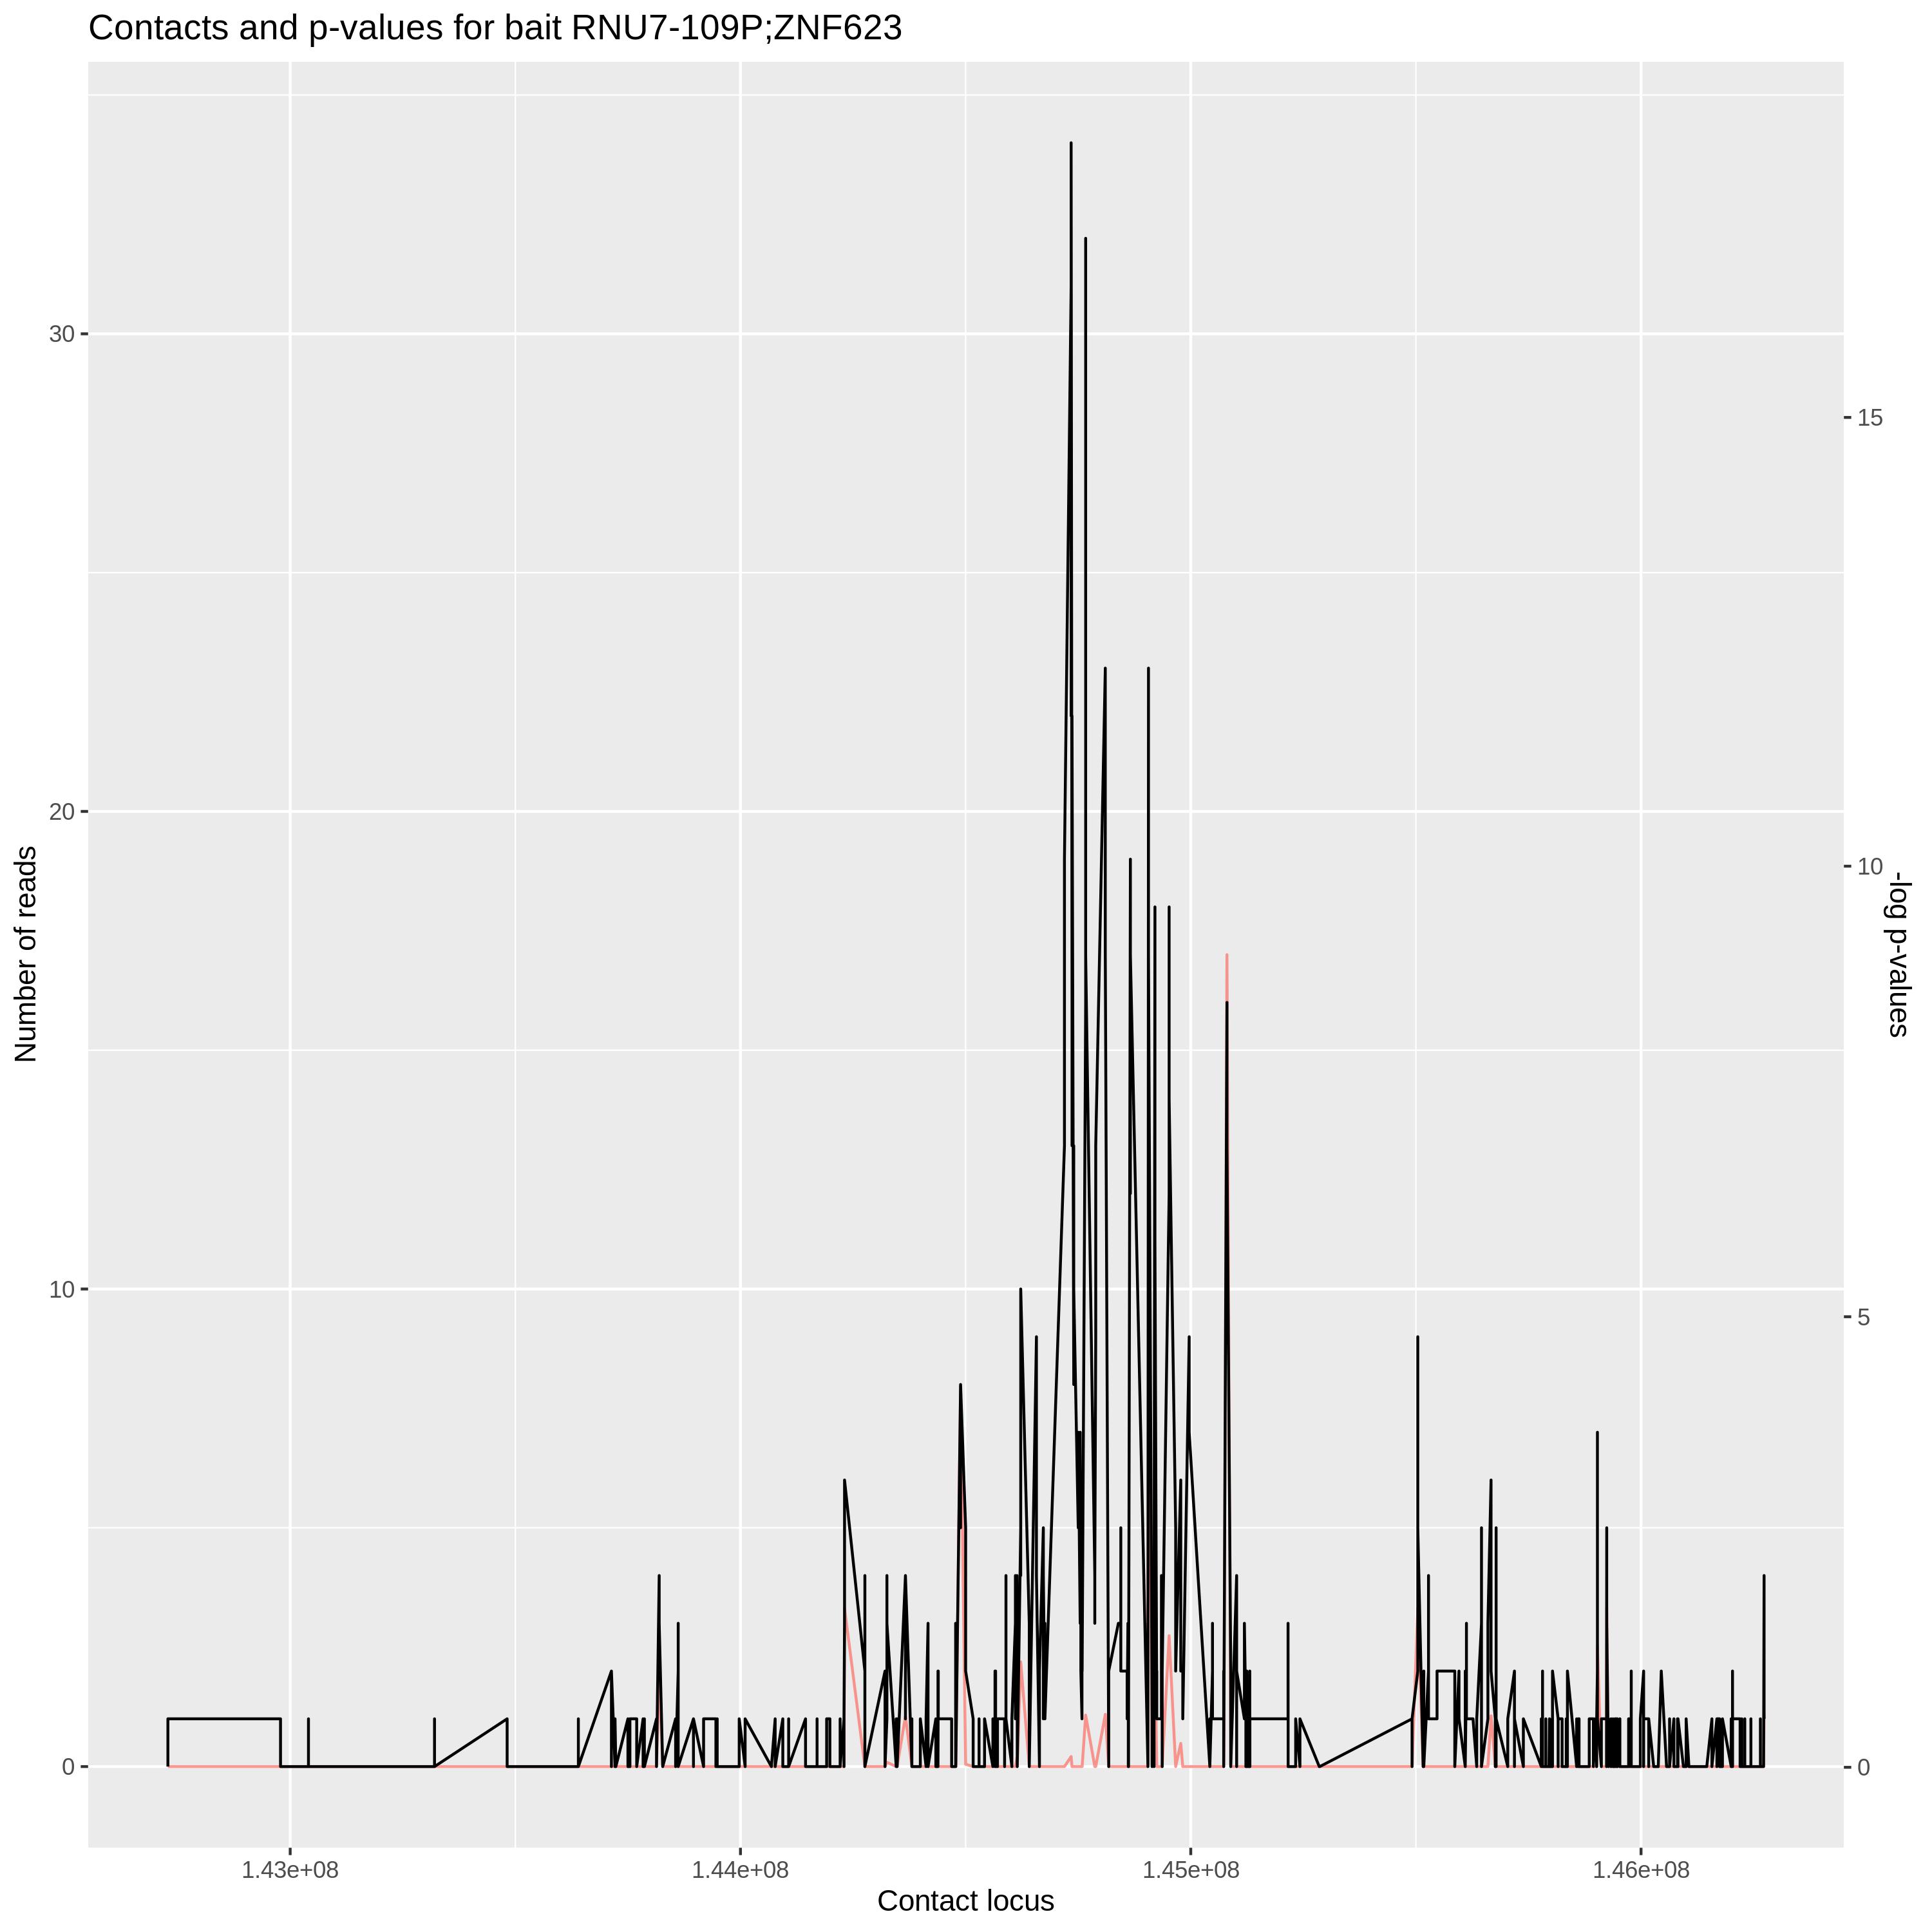 Contacts and p-values for bait RNU7-109P;ZNF623
30
20
10
0
Number of reads
15
10
5
0
-log p-values
1.43e+08
1.44e+08
1.45e+08
1.46e+08
Contact locus